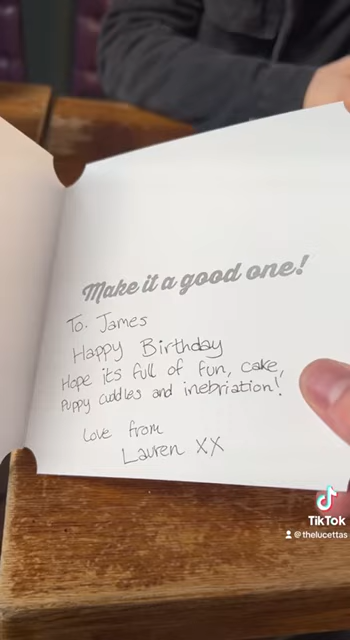 Make it a good one!
To. James
Happy Birthday
Hope its full of fun, cake,
Puppy cuddles and inebriation!
Love from
Lauren XX
TikTok
@thelucettas